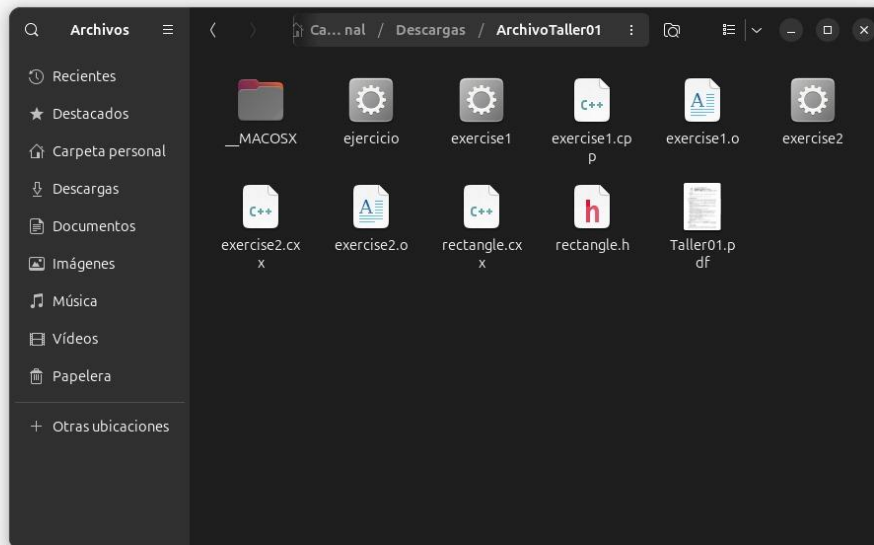 Archivos
Ca... nal / Descargas / ArchivoTaller01
Recientes
Destacados
Carpeta personal
Descargas
Documentos
Imágenes
Música
Vídeos
Papelera
Otras ubicaciones
__MACOSX
ejercicio
exercise1
exercise1.cp
p
exercise1.o
exercise2
C++
A
exercise2.cx
x
exercise2.o
rectangle.cx
x
rectangle.h
Taller01.p
df
C++
A
C++
h